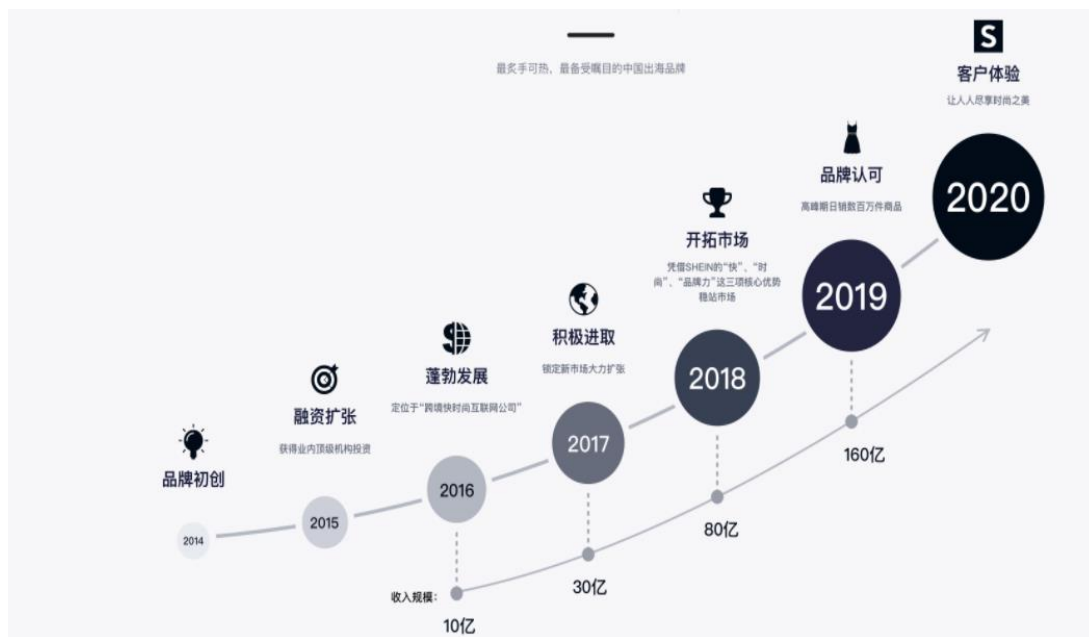 最炙手可热，最备受瞩目的中国出海品牌
S
客户体验
让人人尽享时尚之美
2020
品牌认可
高峰期日销数百万件商品
2019
开拓市场
凭借SHEIN的“快”、“时
尚”、“品牌力”这三项核心优势
稳站市场
2018
积极进取
锁定新市场大力扩张
2017
蓬勃发展
定位于“跨境快时尚互联网公司”
2016
融资扩张
获得业内顶级机构投资
2015
品牌初创
2014
收入规模：
10亿
30亿
80亿
160亿